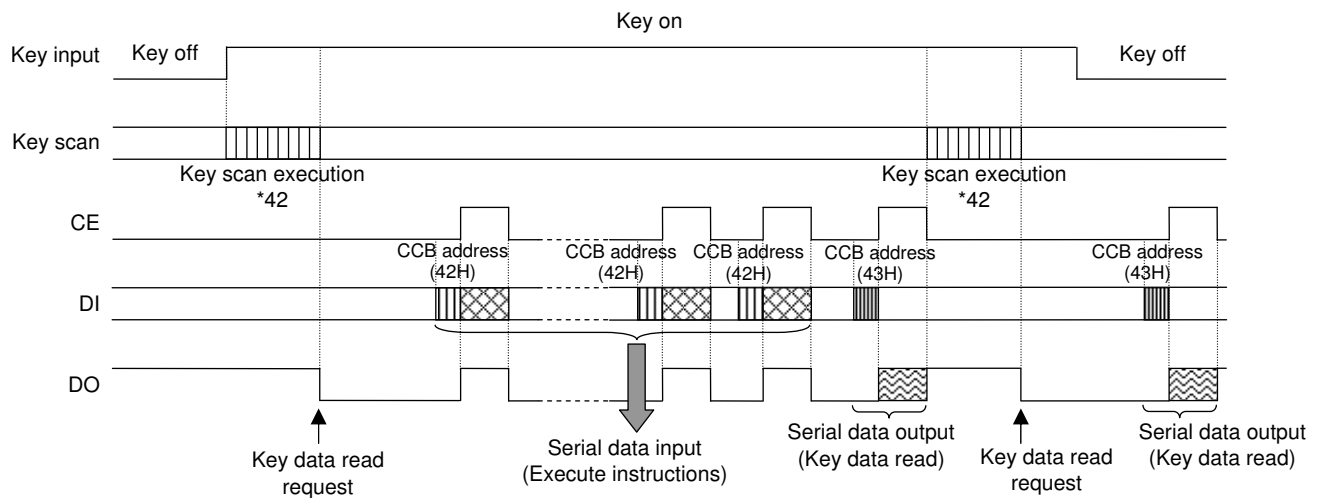 Key on
Key input
Key off
Key off
Key scan
Key scan execution
*42
Key scan execution
*42
CE
CCB address
(42H)
CCB address
(42H)
CCB address
(42H)
CCB address
(43H)
CCB address
(43H)
DI
DO
Key data read
request
Serial data input
(Execute instructions)
Serial data output
(Key data read)
Key data read
request
Serial data output
(Key data read)